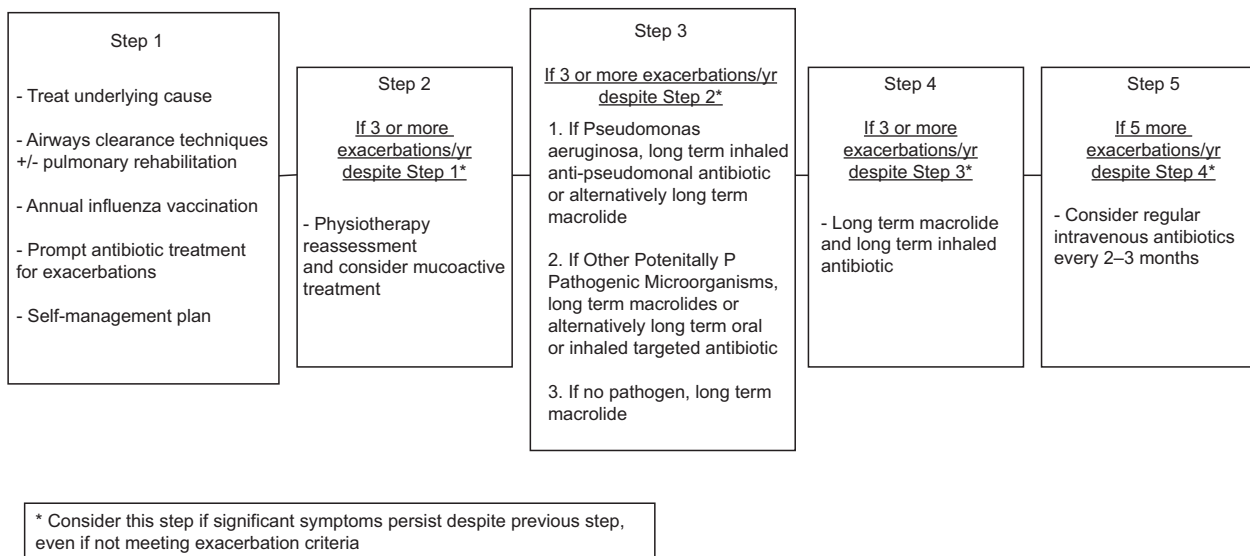 Step 1
- Treat underlying cause
- Airways clearance techniques
+/- pulmonary rehabilitation
- Annual influenza vaccination
- Prompt antibiotic treatment
for exacerbations
- Self-management plan
Step 2
If 3 or more
exacerbations/yr
despite Step 1*
- Physiotherapy
reassessment
and consider mucoactive
treatment
Step 3
If 3 or more exacerbations/yr
despite Step 2*
1. If Pseudomonas
aeruginosa, long term inhaled
anti-pseudomonal antibiotic
or alternatively long term
macrolide
2. If Other Potenitally P
Pathogenic Microorganisms,
long term macrolides or
alternatively long term oral
or inhaled targeted antibiotic
3. If no pathogen, long term
macrolide
Step 4
If 3 or more
exacerbations/yr
despite Step 3*
- Long term macrolide
and long term inhaled
antibiotic
Step 5
If 5 more
exacerbations/yr
despite Step 4*
- Consider regular
intravenous antibiotics
every 2–3 months
* Consider this step if significant symptoms persist despite previous step,
even if not meeting exacerbation criteria